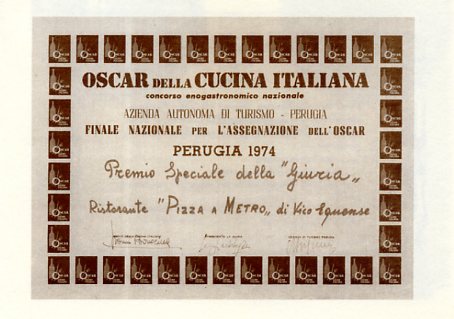 OSCAR DELLA CUCINA ITALIANA
concorso enogastronomico nazionale
AZIENDA AUTONOMA DI TURISMO - PERUGIA
FINALE NAZIONALE PER L'ASSEGNAZIONE DELL'OSCAR
PERUGIA 1974
Premio Speciale della "Giuria„
Ristorante "PIZZA A METRO„ di Vico Equense